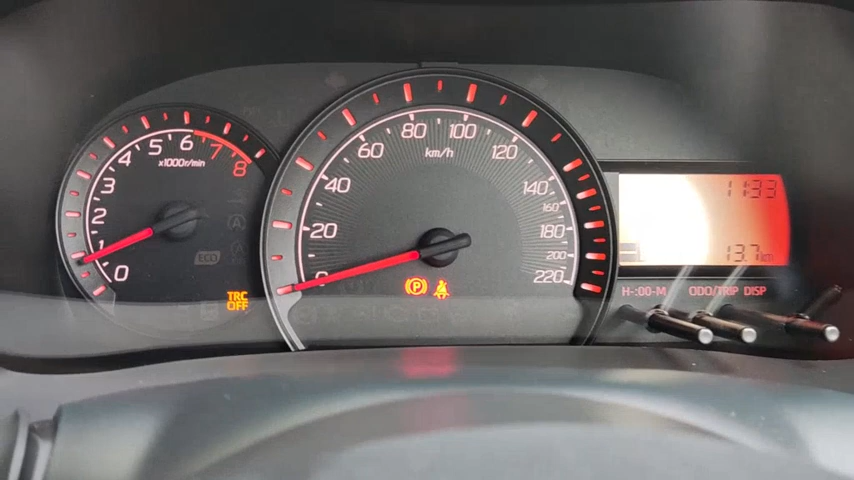 0 1 2 3 4 5 6 7 8
x1000r/min
ECO
TRC
OFF
0 20 40 60 80 100 120 140 160 180 200 220
km/h
P
11:33
13.7km
H-:00-M ODO/TRIP DISP